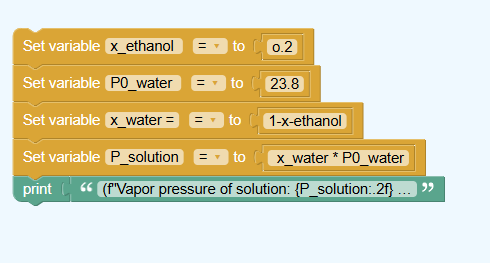 Set variable x_ethanol = to o.2
Set variable P0_water = to 23.8
Set variable x_water = = to 1-x-ethanol
Set variable P_solution = to x_water * P0_water
print “ (f"Vapor pressure of solution: {P_solution:.2f} ... ”